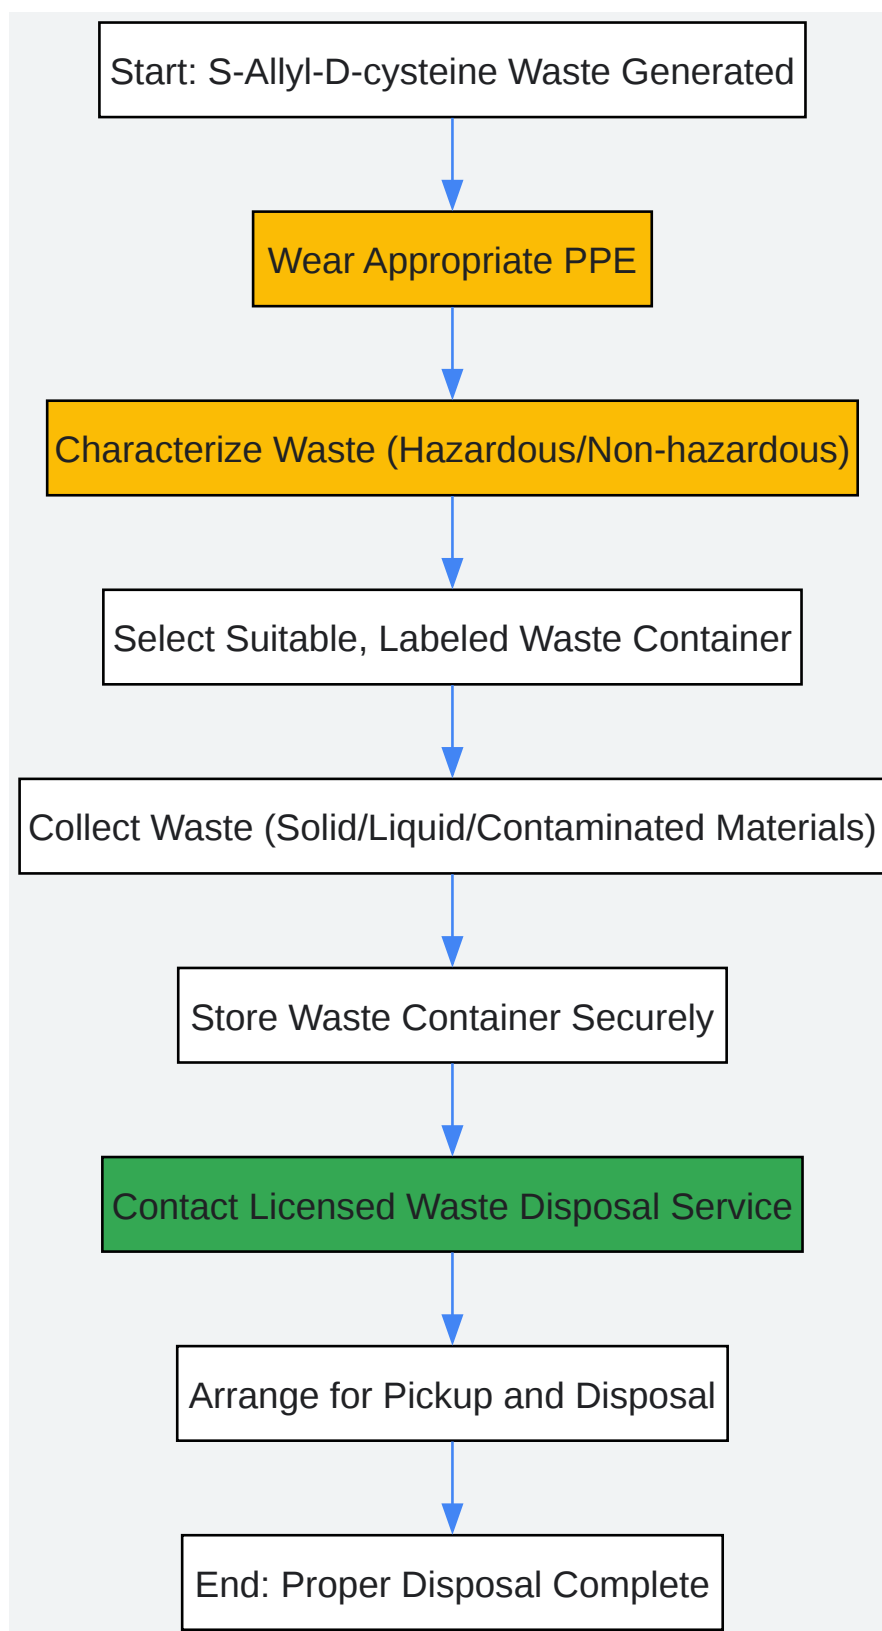 Start: S-Allyl-D-cysteine Waste Generated
Wear Appropriate PPE
Characterize Waste (Hazardous/Non-hazardous)
Select Suitable, Labeled Waste Container
Collect Waste (Solid/Liquid/Contaminated Materials)
Store Waste Container Securely
Contact Licensed Waste Disposal Service
Arrange for Pickup and Disposal
End: Proper Disposal Complete